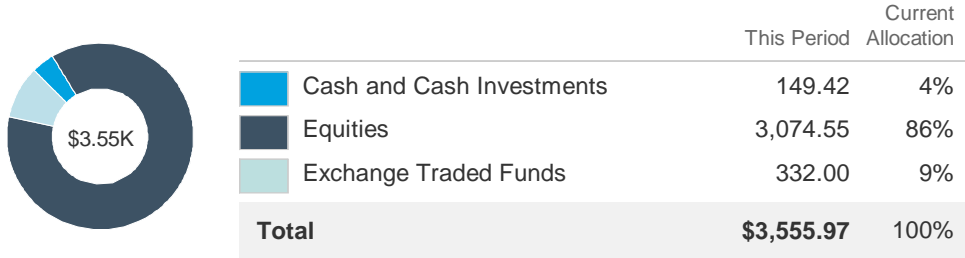 $3.55K
Current
This Period Allocation
Cash and Cash Investments 149.42 4%
Equities 3,074.55 86%
Exchange Traded Funds 332.00 9%
Total $3,555.97 100%